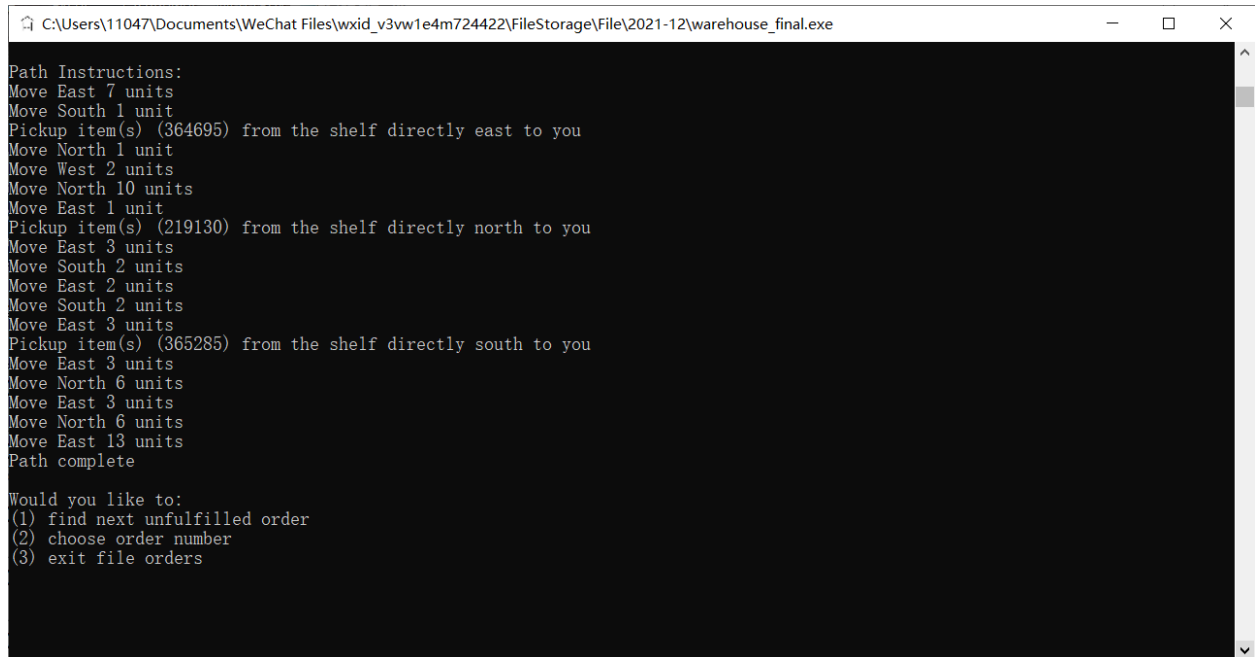 C:\Users\11047\Documents\WeChat Files\wxid_v3vw1e4m724422\FileStorage\File\2021-12\warehouse_final.exe
Path Instructions:
Move East 7 units
Move South 1 unit
Pickup item(s) (364695) from the shelf directly east to you
Move North 1 unit
Move West 2 units
Move North 10 units
Move East 1 unit
Pickup item(s) (219130) from the shelf directly north to you
Move East 3 units
Move South 2 units
Move East 2 units
Move South 2 units
Move East 3 units
Pickup item(s) (365285) from the shelf directly south to you
Move East 3 units
Move North 6 units
Move East 3 units
Move North 6 units
Move East 13 units
Path complete
Would you like to:
(1) find next unfulfilled order
(2) choose order number
(3) exit file orders